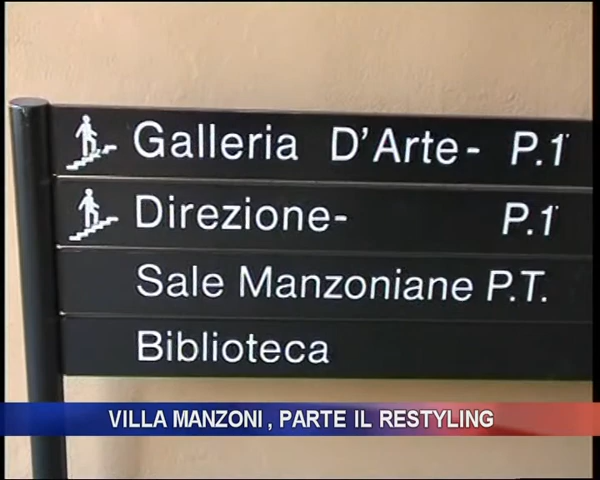 Galleria D'Arte- P.1°
Direzione- P.1°
Sale Manzoniane P.T.
Biblioteca
VILLA MANZONI, PARTE IL RESTYLING